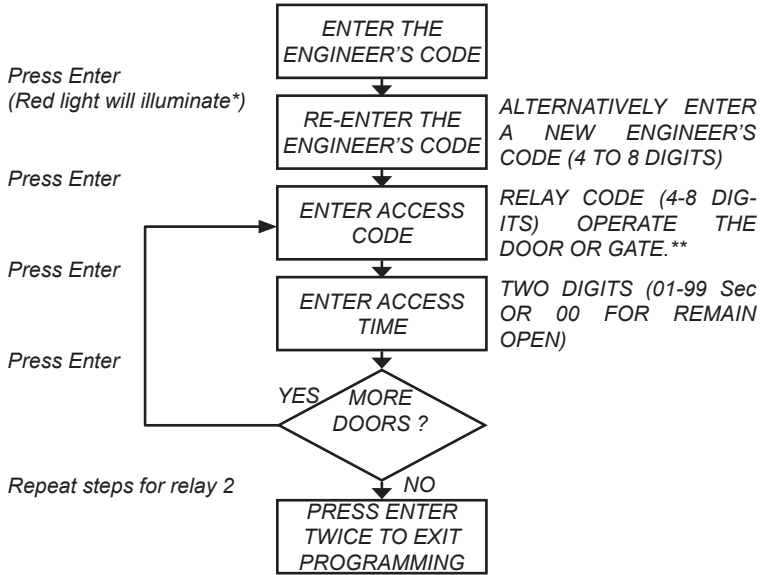 ENTER THE
ENGINEER'S CODE
Press Enter
(Red light will illuminate*)
RE-ENTER THE
ENGINEER'S CODE
ALTERNATIVELY ENTER
A NEW ENGINEER'S
CODE (4 TO 8 DIGITS)
Press Enter
ENTER ACCESS
CODE
RELAY CODE (4-8 DIG-
ITS) OPERATE THE
DOOR OR GATE.**
Press Enter
ENTER ACCESS
TIME
TWO DIGITS (01-99 Sec
OR 00 FOR REMAIN
OPEN)
Press Enter
YES
MORE
DOORS ?
Repeat steps for relay 2
NO
PRESS ENTER
TWICE TO EXIT
PROGRAMMING